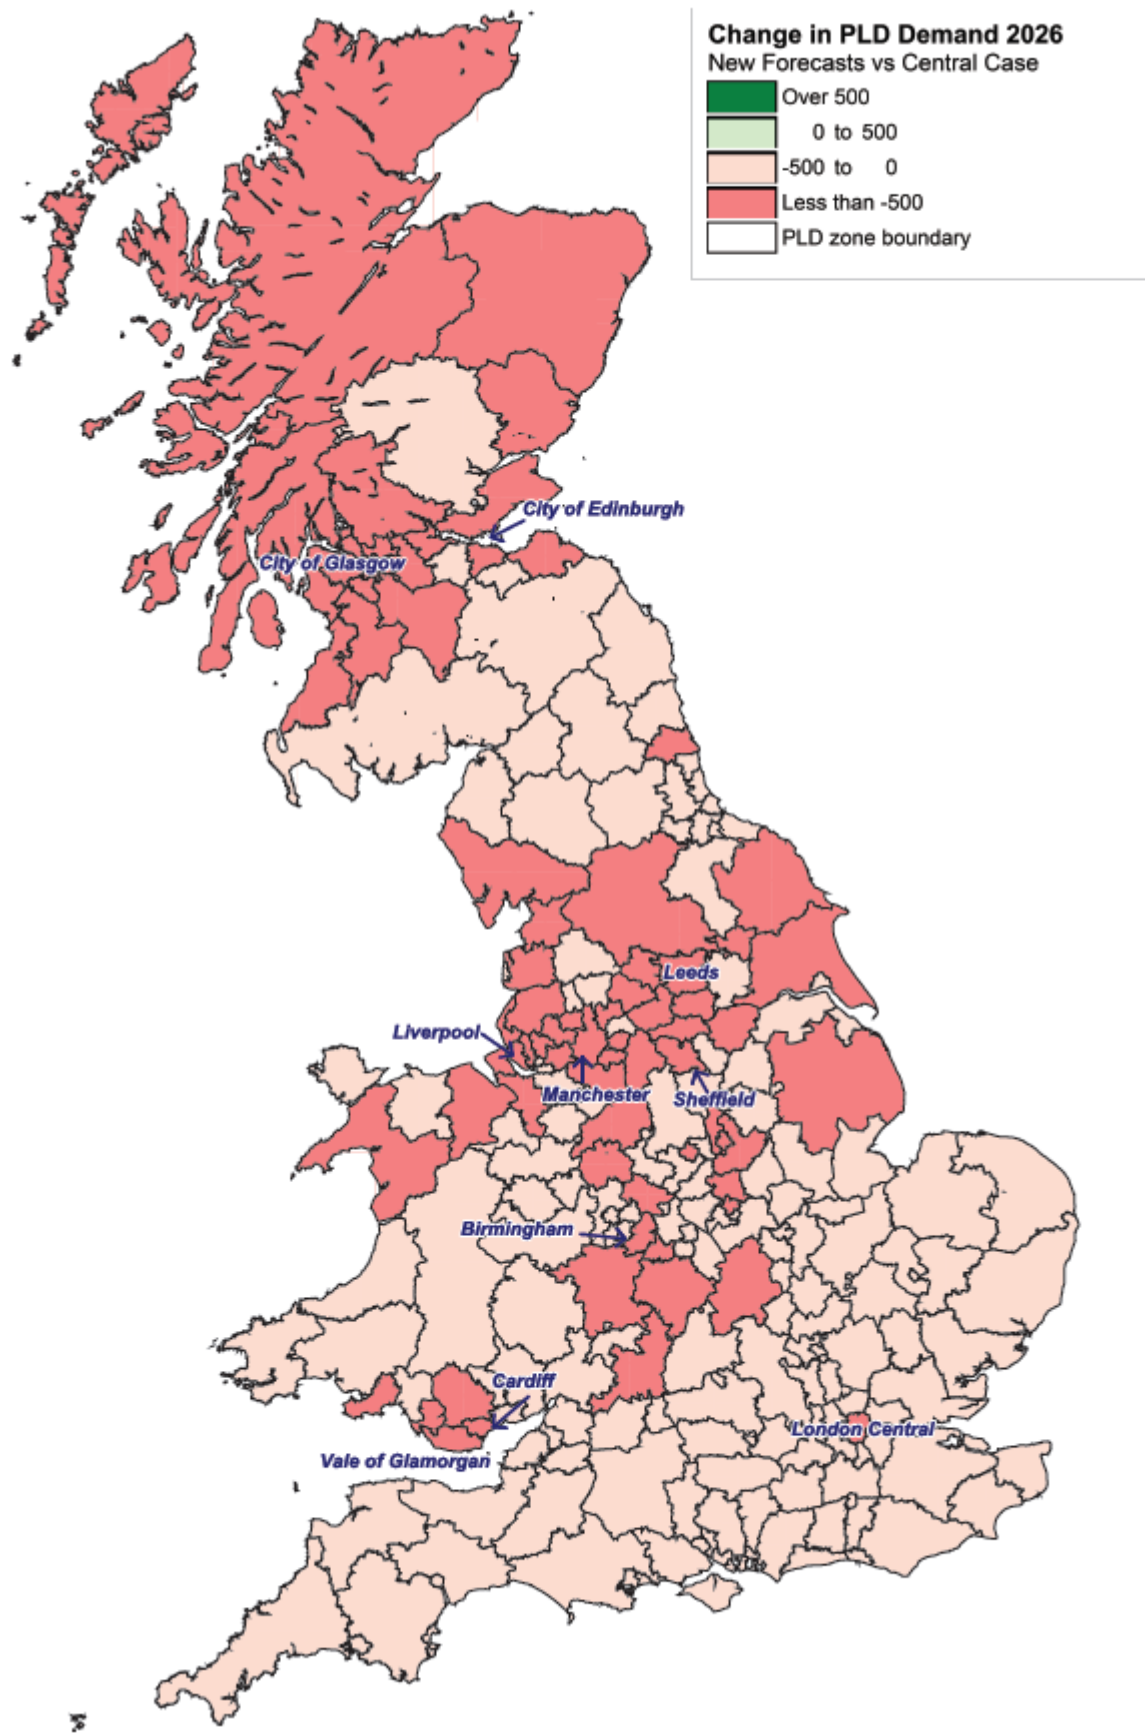 Change in PLD Demand 2026
New Forecasts vs Central Case
Over 500
0 to 500
-500 to 0
Less than -500
PLD zone boundary
City of Edinburgh
City of Glasgow
Leeds
Liverpool
Manchester
Sheffield
Birmingham
Cardiff
London Central
Vale of Glamorgan